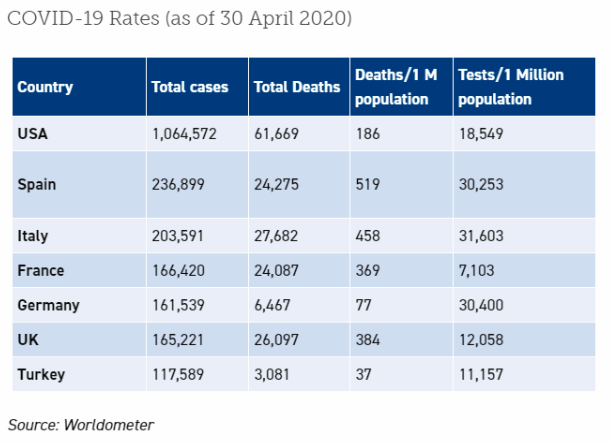 COVID-19 Rates (as of 30 April 2020)
Country Total cases Total Deaths Deaths/1 M population Tests/1 Million population
USA 1,064,572 61,669 186 18,549
Spain 236,899 24,275 519 30,253
Italy 203,591 27,682 458 31,603
France 166,420 24,087 369 7,103
Germany 161,539 6,467 77 30,400
UK 165,221 26,097 384 12,058
Turkey 117,589 3,081 37 11,157
Source: Worldometer